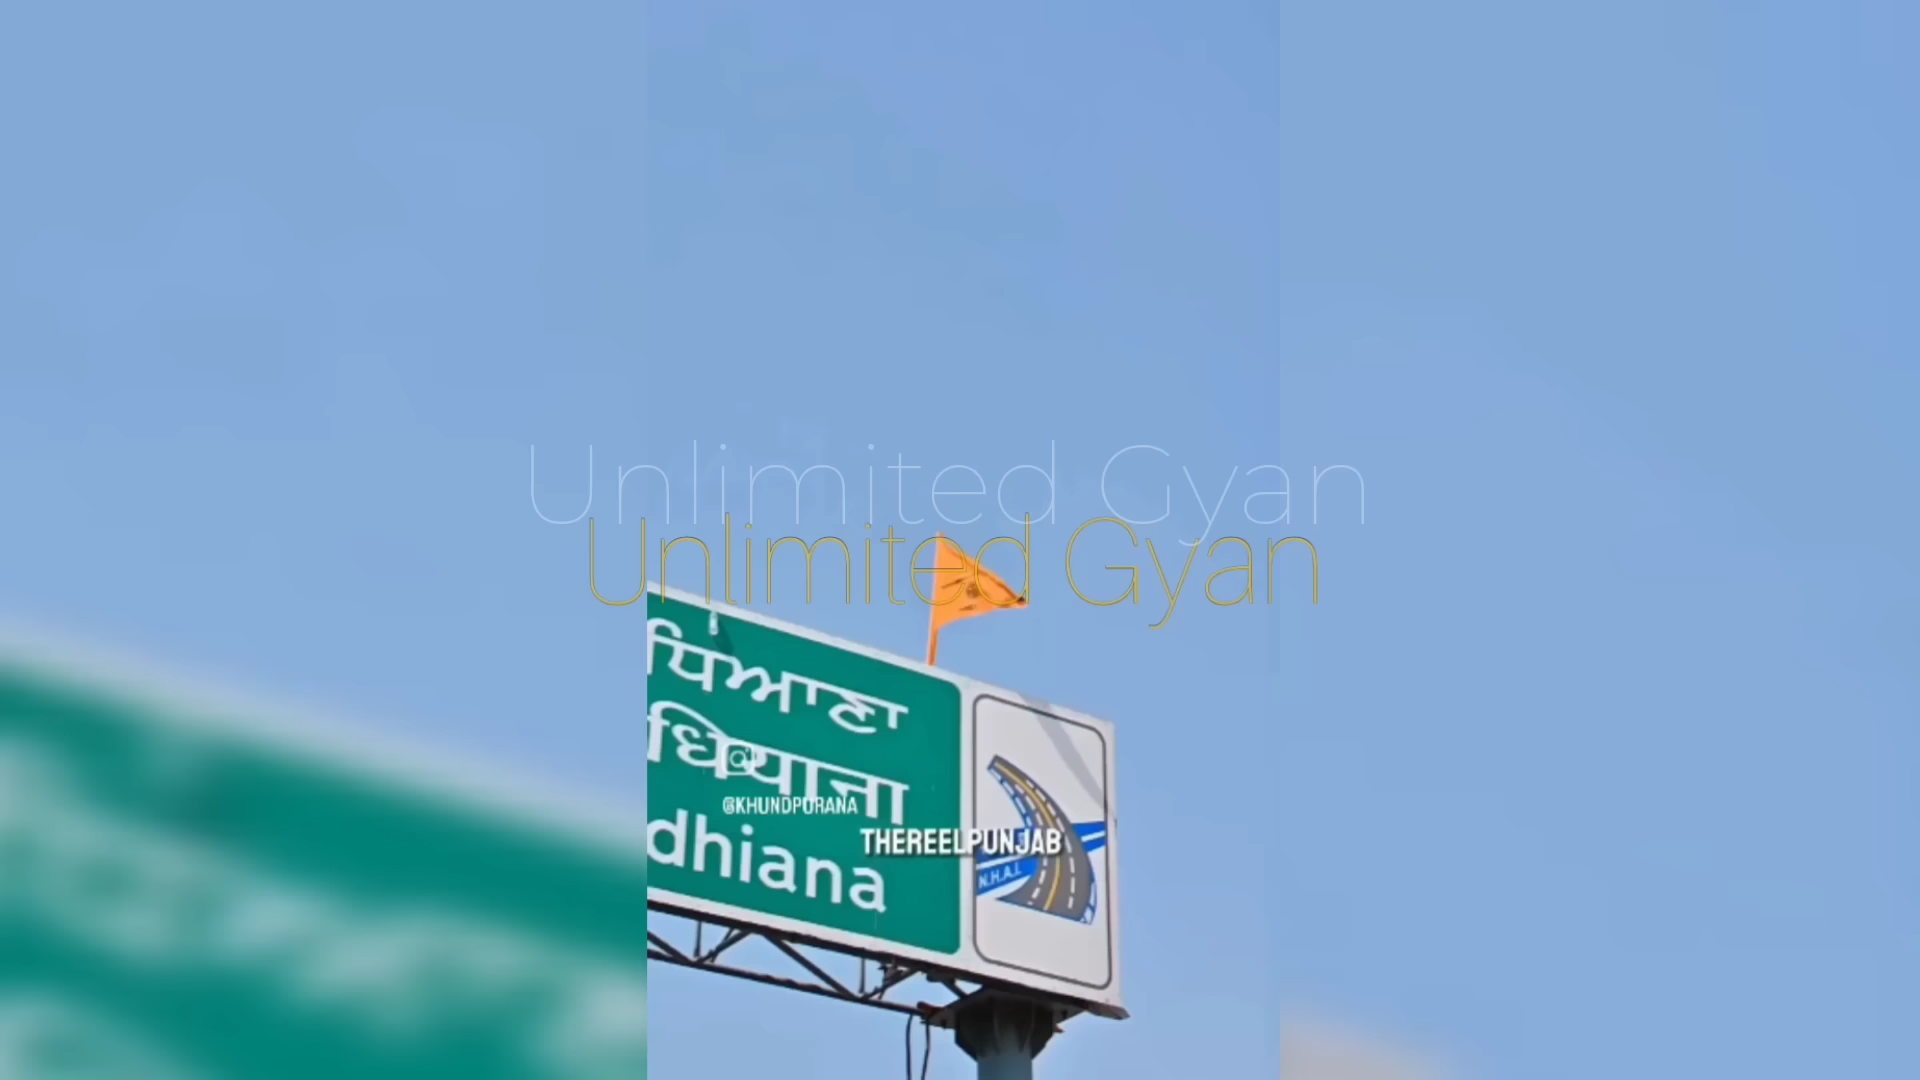 Unlimited Gyan
Unlimited Gyan
ਧਿਆਣਾ
धियाना
@KHUNDPURANA
THEREELPUNJAB
dhiana
N.H.A.I.